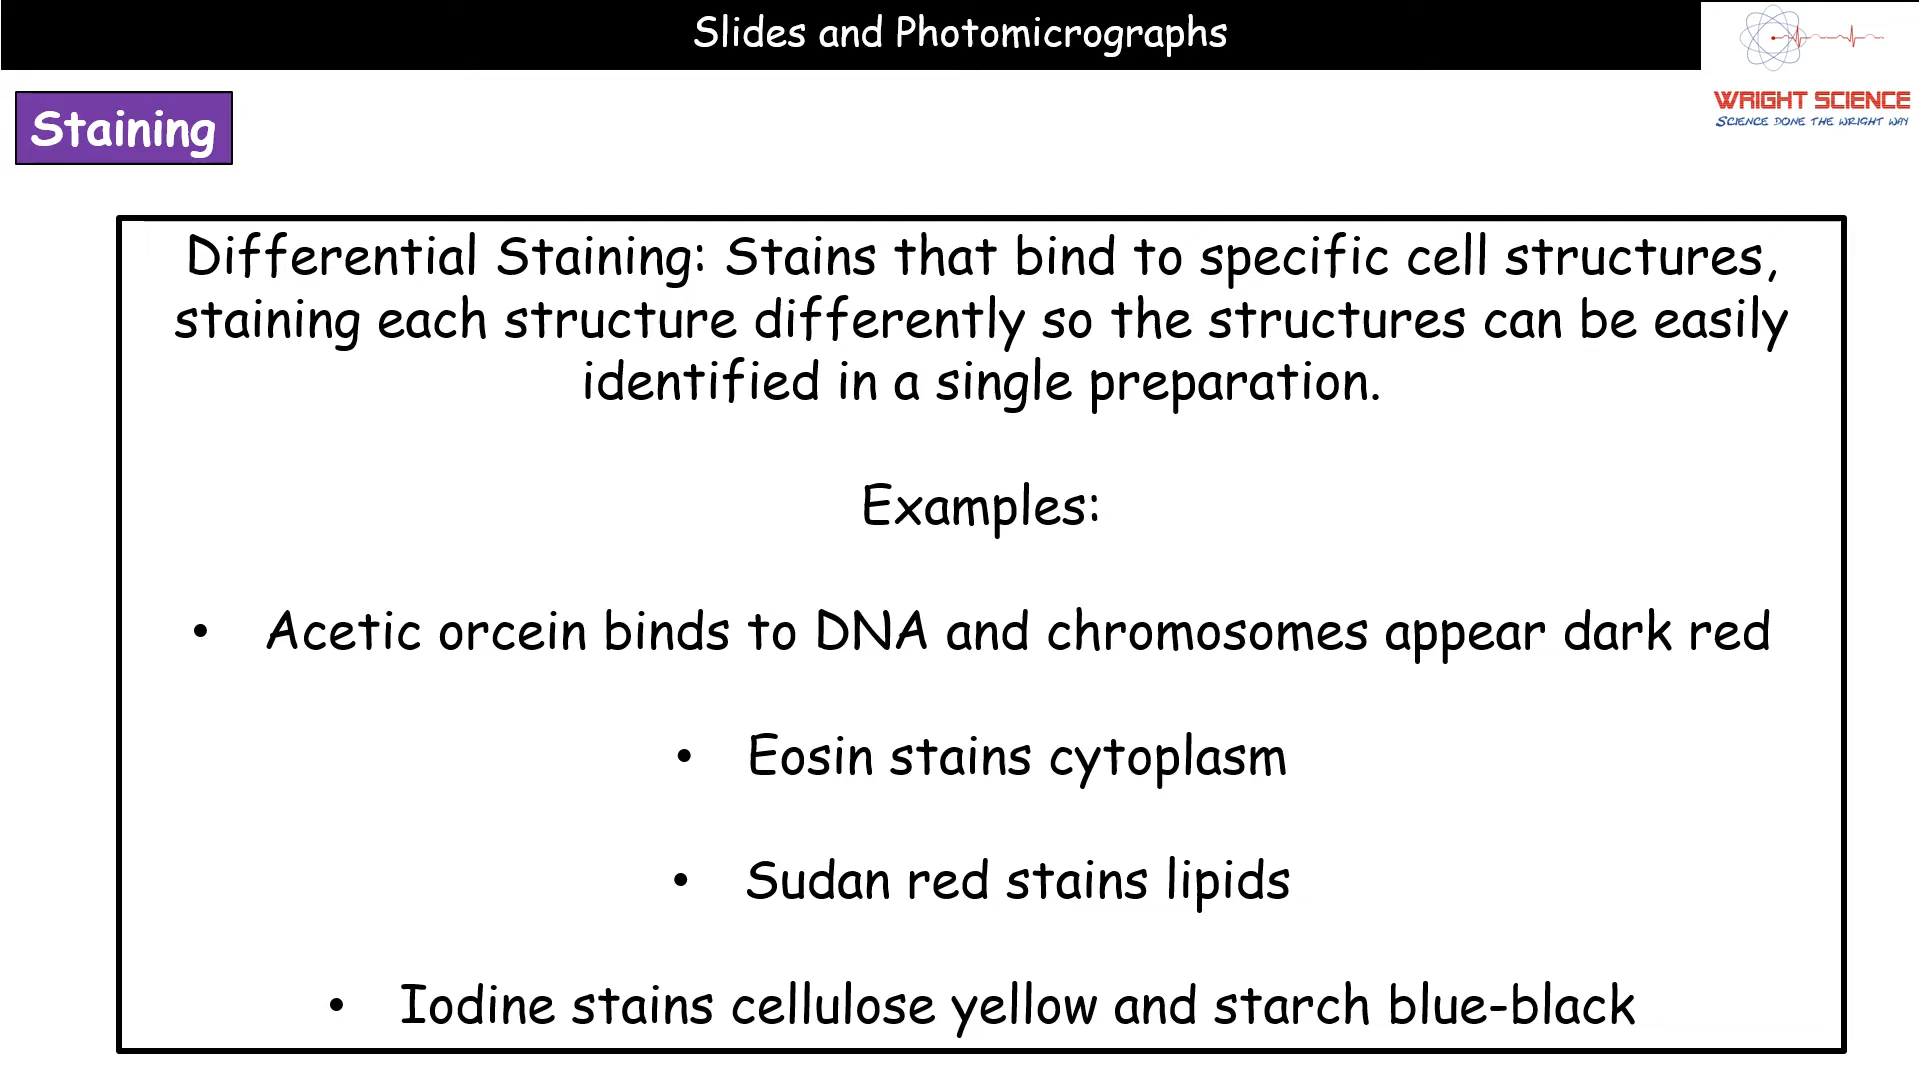 Slides and Photomicrographs
WRIGHT SCIENCE
SCIENCE DONE THE WRIGHT WAY
Staining
Differential Staining: Stains that bind to specific cell structures,
staining each structure differently so the structures can be easily
identified in a single preparation.
Examples:
• Acetic orcein binds to DNA and chromosomes appear dark red
• Eosin stains cytoplasm
• Sudan red stains lipids
• Iodine stains cellulose yellow and starch blue-black